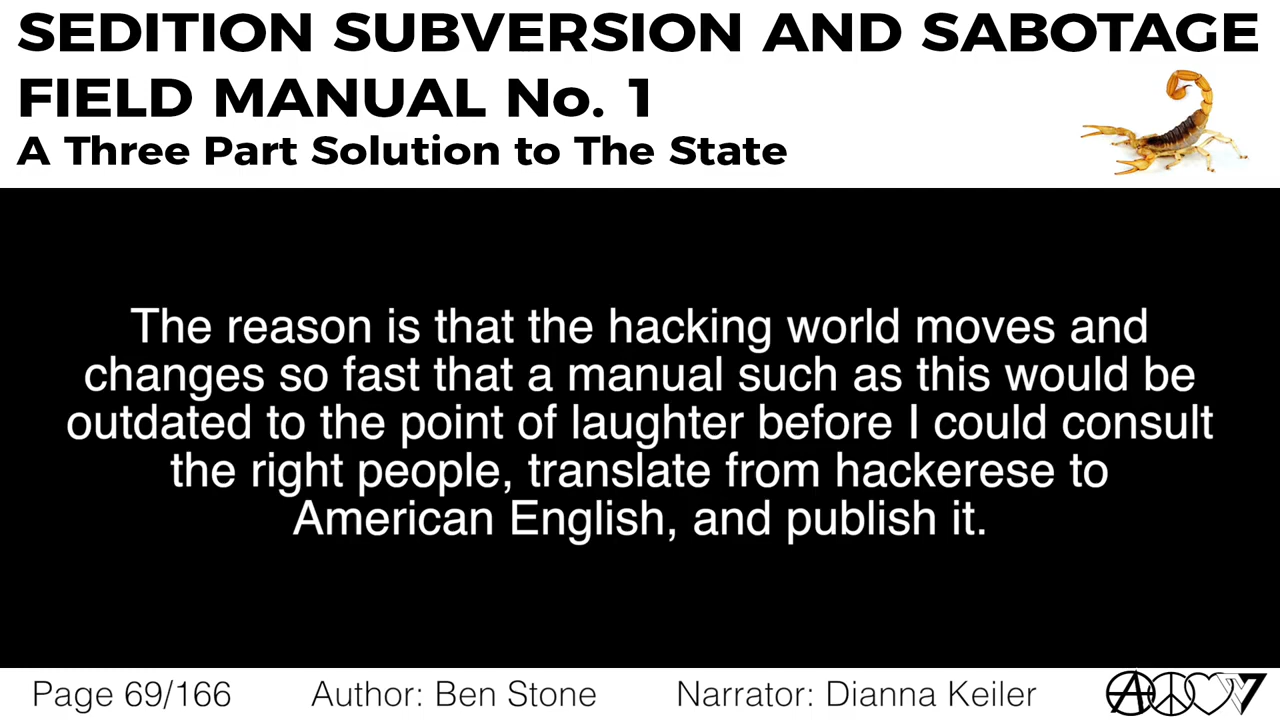 SEDITION SUBVERSION AND SABOTAGE
FIELD MANUAL No. 1
A Three Part Solution to The State
The reason is that the hacking world moves and
changes so fast that a manual such as this would be
outdated to the point of laughter before I could consult
the right people, translate from hackerese to
American English, and publish it.
Page 69/166 Author: Ben Stone Narrator: Dianna Keiler